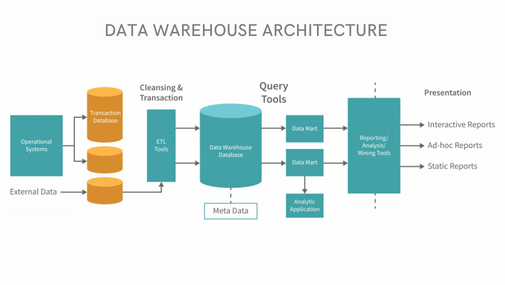 DATA WAREHOUSE ARCHITECTURE
Cleansing &
Transaction
Query
Tools
Presentation
Operational
Systems
Transaction
Database
External Data
ETL
Tools
Data Warehouse
Database
Meta Data
Data Mart
Data Mart
Analytic
Application
Reporting/
Analysis/
Mining Tools
Interactive Reports
Ad-hoc Reports
Static Reports